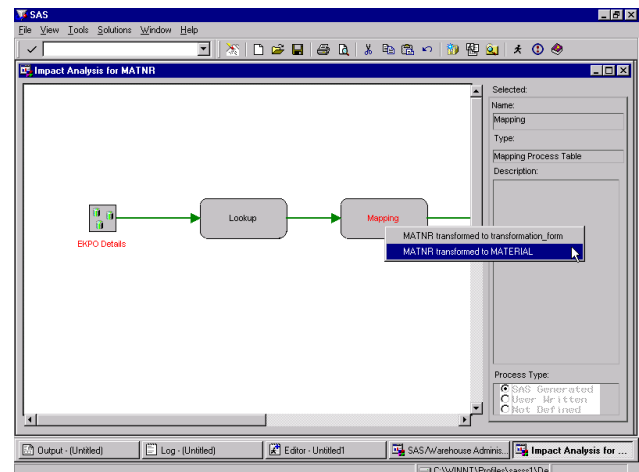 SAS
File View Tools Solutions Window Help
Impact Analysis for MATNR
Selected:
Name:
Mapping
Type:
Mapping Process Table
Description:
Lookup
Mapping
EKPO Details
MATNR transformed to transformation_form
MATNR transformed to MATERIAL
Process Type:
SAS Generated
User Written
Not Defined
Output - (Untitled)
Log - (Untitled)
Editor - Untitled1
SAS/Warehouse Adminis...
Impact Analysis for ...
C:\WINNT\Profiles\sasss1\De